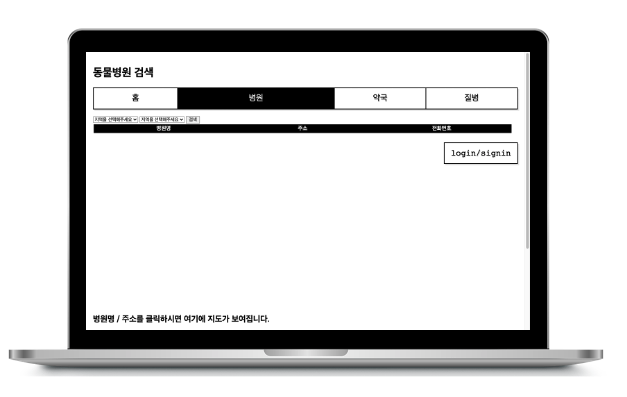 동물병원 검색
홈 병원 약국 질병
지역을 선택해주세요 지역을 선택해주세요 검색
병원명 주소 전화번호
login/signin
병원명 / 주소를 클릭하시면 여기에 지도가 보여집니다.